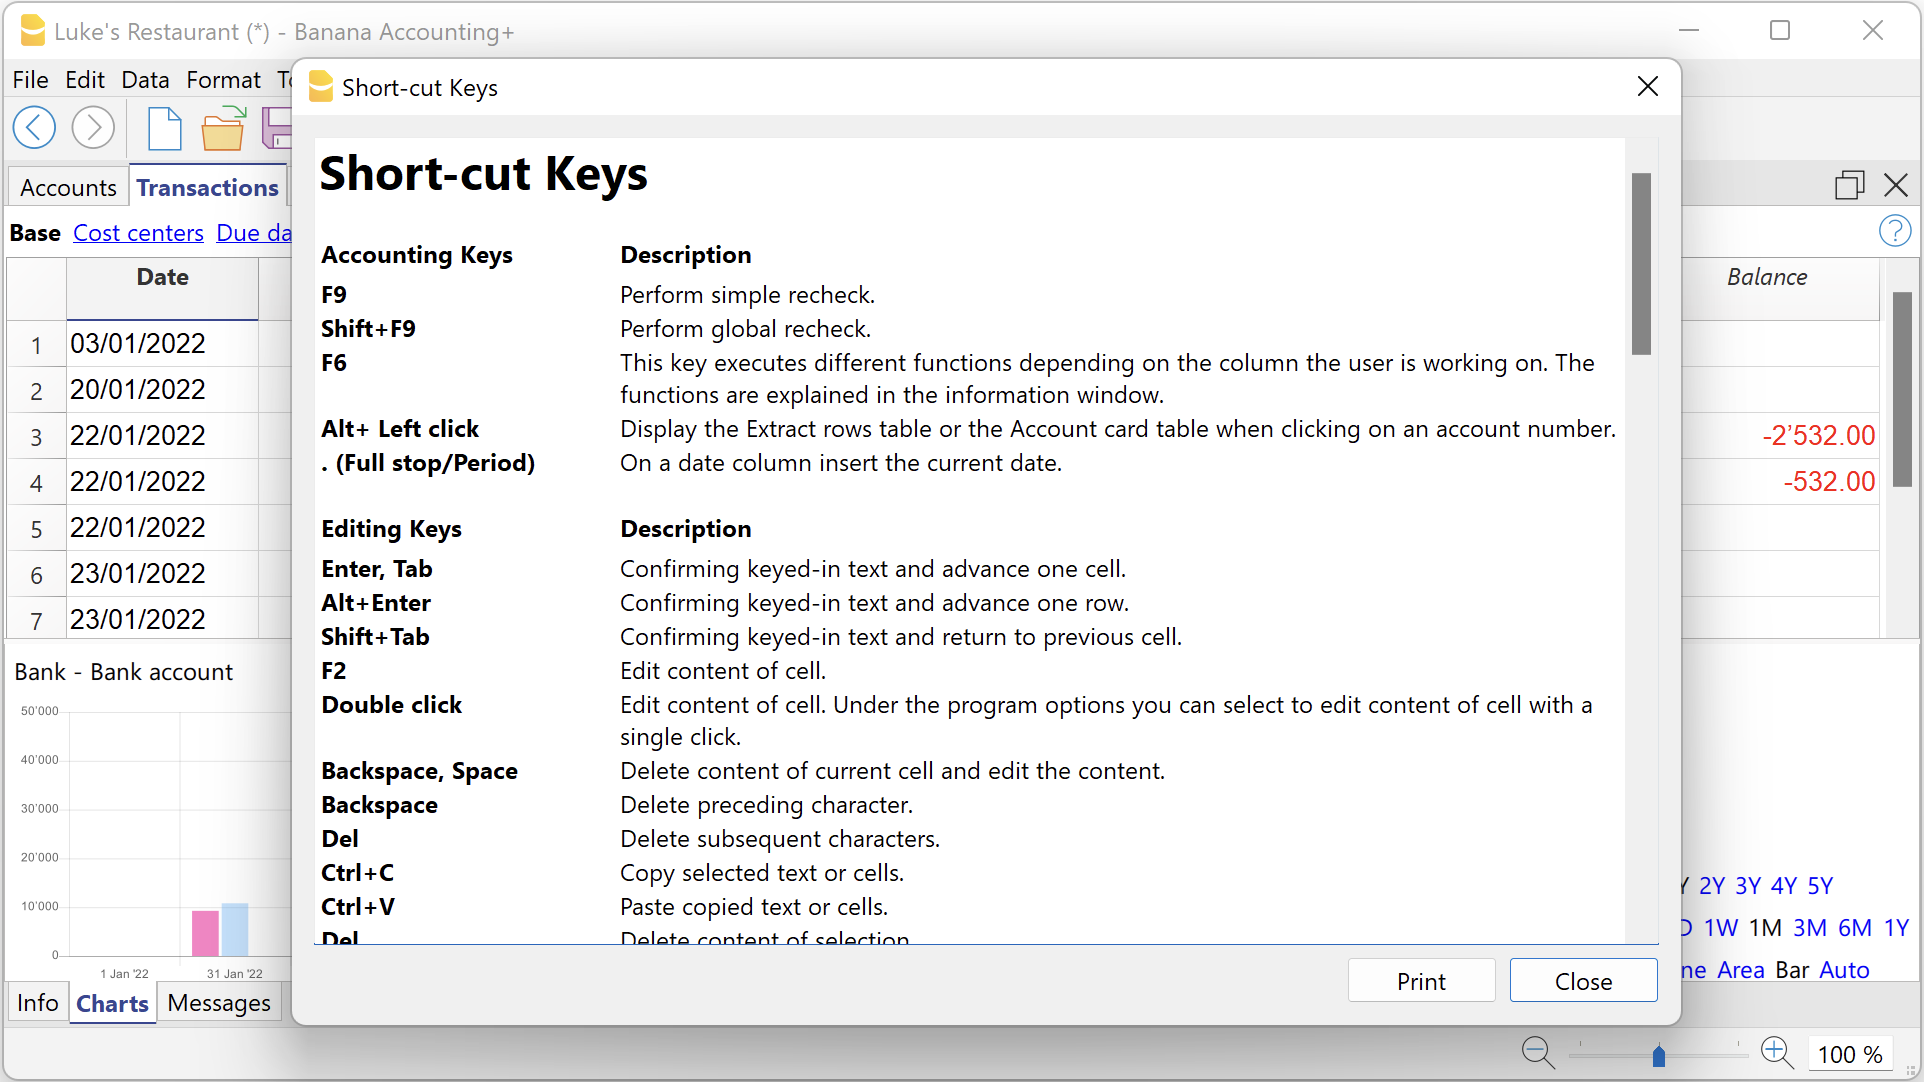 Luke's Restaurant (*) - Banana Accounting+
File Edit Data Format
Short-cut Keys
Accounts Transactions
Base Cost centers Due da
Date
Balance
1 03/01/2022
2 20/01/2022
3 22/01/2022 -2’532.00
4 22/01/2022 -532.00
5 22/01/2022
6 23/01/2022
7 23/01/2022
Short-cut Keys
Accounting Keys Description
F9 Perform simple recheck.
Shift+F9 Perform global recheck.
F6 This key executes different functions depending on the column the user is working on. The
functions are explained in the information window.
Alt+ Left click Display the Extract rows table or the Account card table when clicking on an account number.
. (Full stop/Period) On a date column insert the current date.
Editing Keys Description
Enter, Tab Confirming keyed-in text and advance one cell.
Alt+Enter Confirming keyed-in text and advance one row.
Shift+Tab Confirming keyed-in text and return to previous cell.
F2 Edit content of cell.
Double click Edit content of cell. Under the program options you can select to edit content of cell with a
single click.
Backspace, Space Delete content of current cell and edit the content.
Backspace Delete preceding character.
Del Delete subsequent characters.
Ctrl+C Copy selected text or cells.
Ctrl+V Paste copied text or cells.
Del Delete content of selection
Print Close
Bank - Bank account
50'000
40'000
30'000
20'000
10'000
0
1 Jan '22 31 Jan '22
Y 2Y 3Y 4Y 5Y
D 1W 1M 3M 6M 1Y
ne Area Bar Auto
Info Charts Messages
100 %